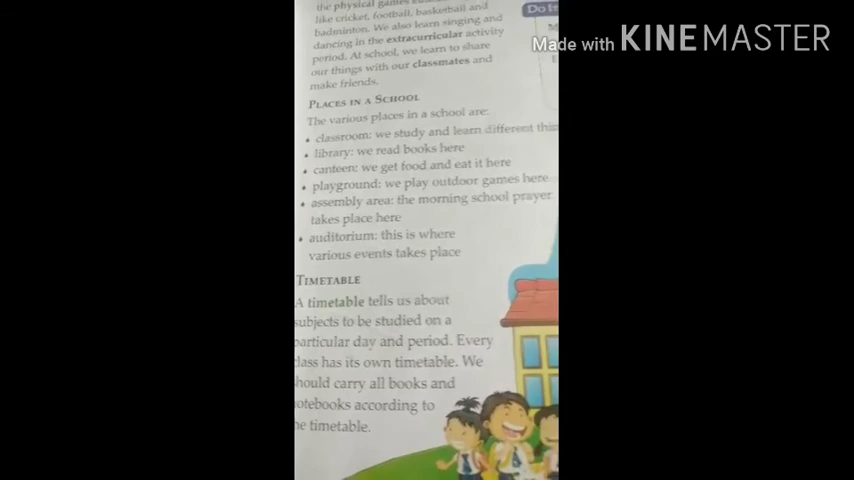 the physical games
like cricket, football, basketball and
badminton. We also learn singing and
dancing in the extracurricular activity
period. At school, we learn to share
our things with our classmates and
make friends.
PLACES IN A SCHOOL
The various places in a school are:
• classroom: we study and learn different thin
• library: we read books here
• canteen: we get food and eat it here
• playground: we play outdoor games here
• assembly area: the morning school prayer
takes place here
• auditorium: this is where
various events takes place
TIMETABLE
A timetable tells us about
subjects to be studied on a
particular day and period. Every
class has its own timetable. We
hould carry all books and
otebooks according to
he timetable.
Do It
Made with KINEMASTER